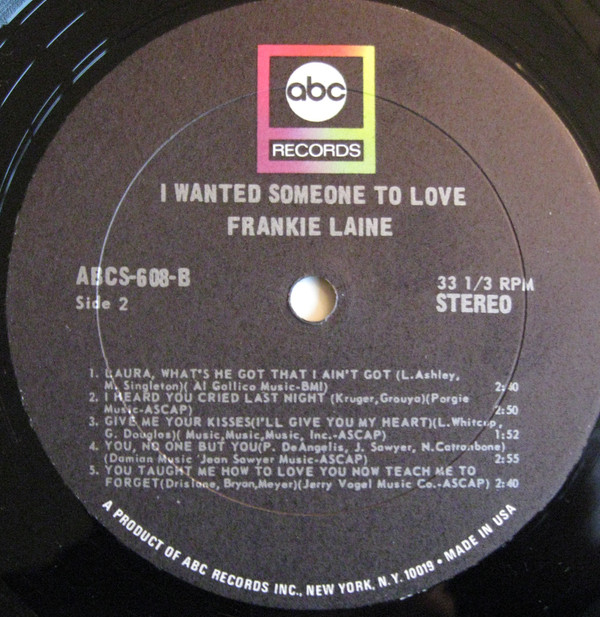 abc
RECORDS
I WANTED SOMEONE TO LOVE
FRANKIE LAINE
ABCS-608-B
Side 2
33 1/3 RPM
STEREO
1. LAURA, WHAT'S HE GOT THAT I AIN'T GOT (L.Ashley,
M. Singleton)( Al Gallico Music-BMI) 2:40
2. I HEARD YOU CRIED LAST NIGHT (Kruger,Grouya)(Porgie
Music-ASCAP) 2:50
3. GIVE ME YOUR KISSES(I'LL GIVE YOU MY HEART)(L.Whitcup,
G. Douglas)( Music,Music,Music, Inc.-ASCAP) 1:52
4. YOU, NO ONE BUT YOU(P. DeAngelis, J. Sawyer, N.Catranbone)
(Damian Music Jean Sawyer Music-ASCAP) 2:55
5. YOU TAUGHT ME HOW TO LOVE YOU NOW TEACH ME TO
FORGET(Drislane, Bryan,Meyer)(Jerry Vogel Music Co.-ASCAP) 2:40
A PRODUCT OF ABC RECORDS INC., NEW YORK, N.Y. 10019 • MADE IN USA